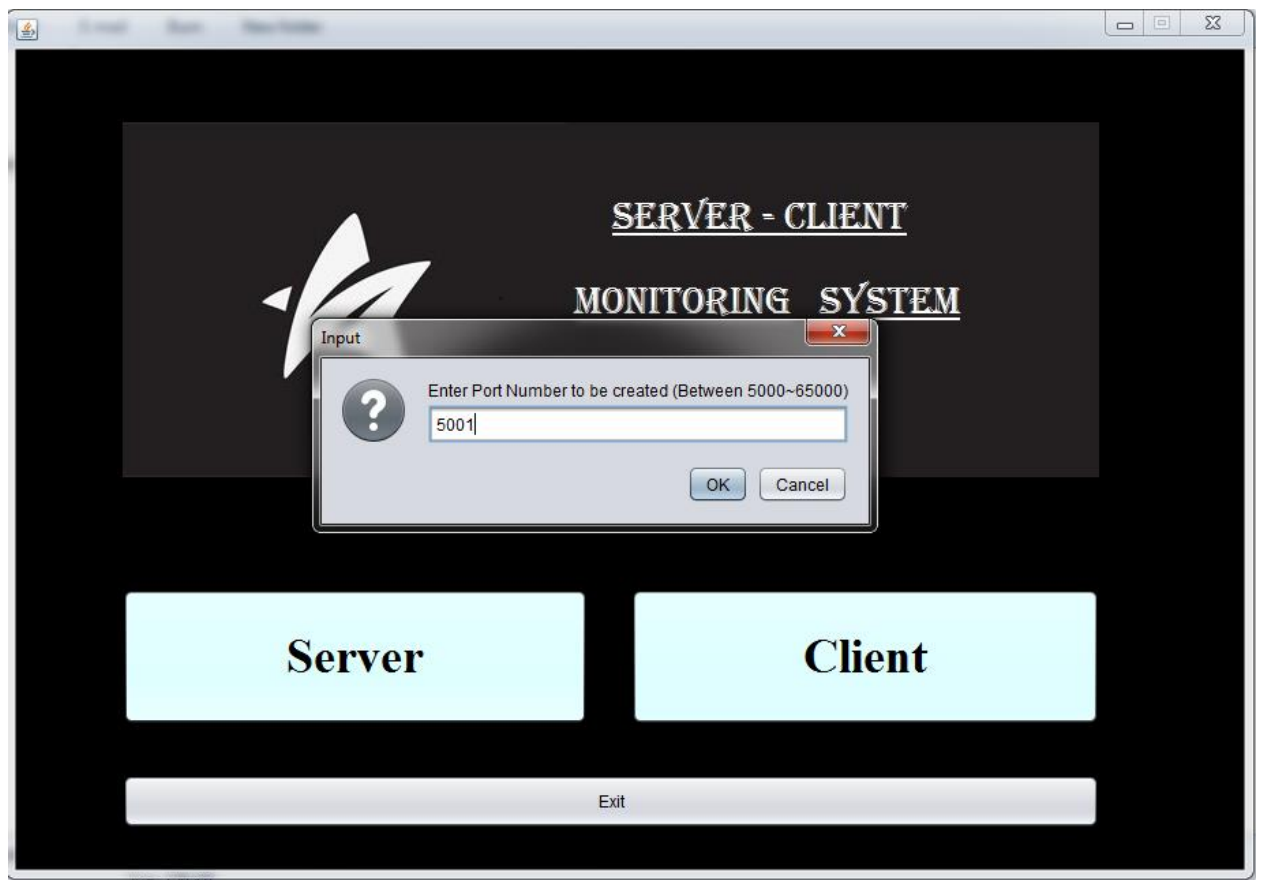 SERVER - CLIENT
MONITORING SYSTEM
Input
Enter Port Number to be created (Between 5000~65000)
5001
OK Cancel
Server Client
Exit